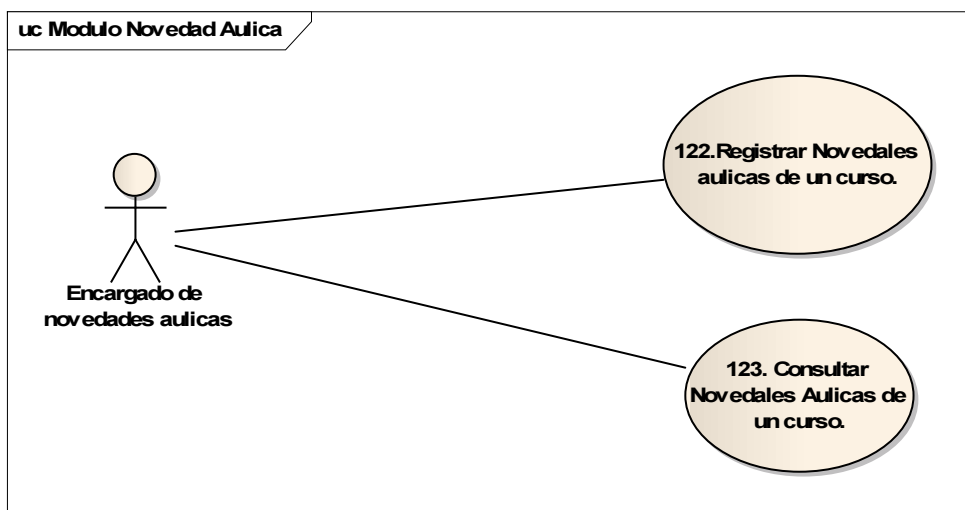 uc Modulo Novedad Aulica
122.Registrar Novedales
aulicas de un curso.
Encargado de
novedades aulicas
123. Consultar
Novedales Aulicas de
un curso.